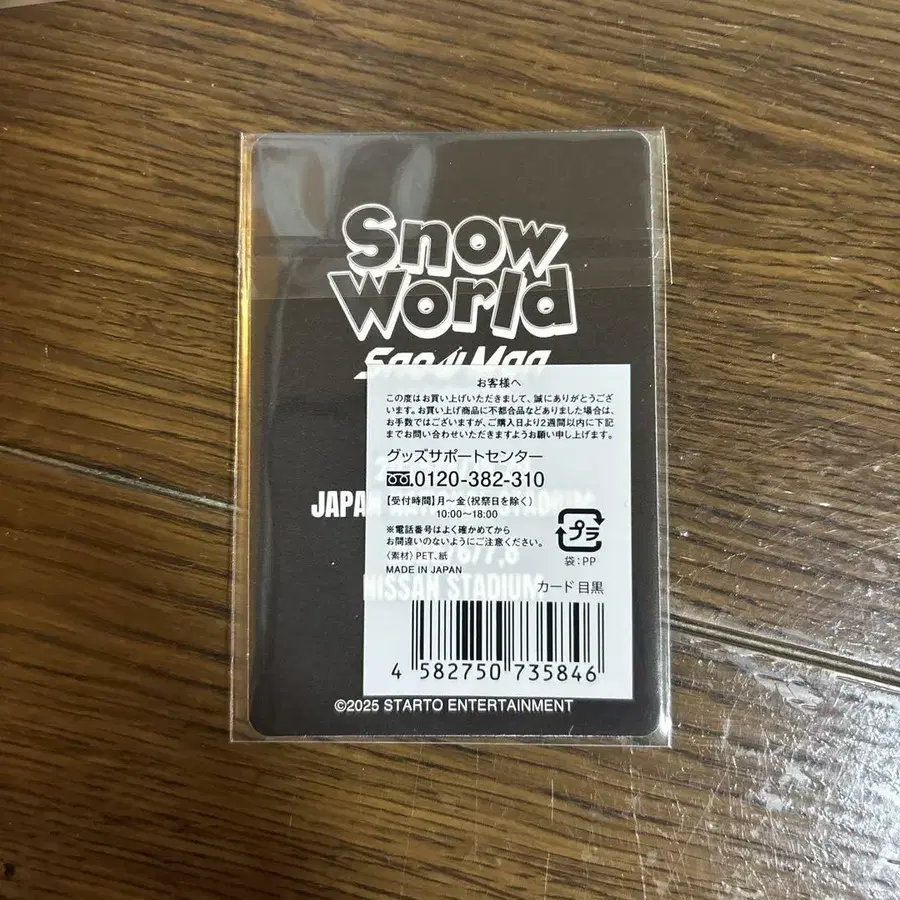 Snow
World
Snow Man
お客様へ
この度はお買い上げいただきまして、誠にありがとうござ
います。お買い上げ商品に不都合品などありました場合は、
お手数ではございますが、ご購入日より2週間以内に下記
までお問い合わせいただきますようお願い申し上げます。
グッズサポートセンター
0120-382-310
【受付時間】月〜金(祝祭日を除く)
10:00〜18:00
※電話番号はよく確かめてから
お間違いのないようにご注意ください。
〈素材〉PET、紙
MADE IN JAPAN
プラ
袋:PP
カード 目黒
JAPAN STADIUM
NISSAN STADIUM
4 582750 735846
©2025 STARTO ENTERTAINMENT